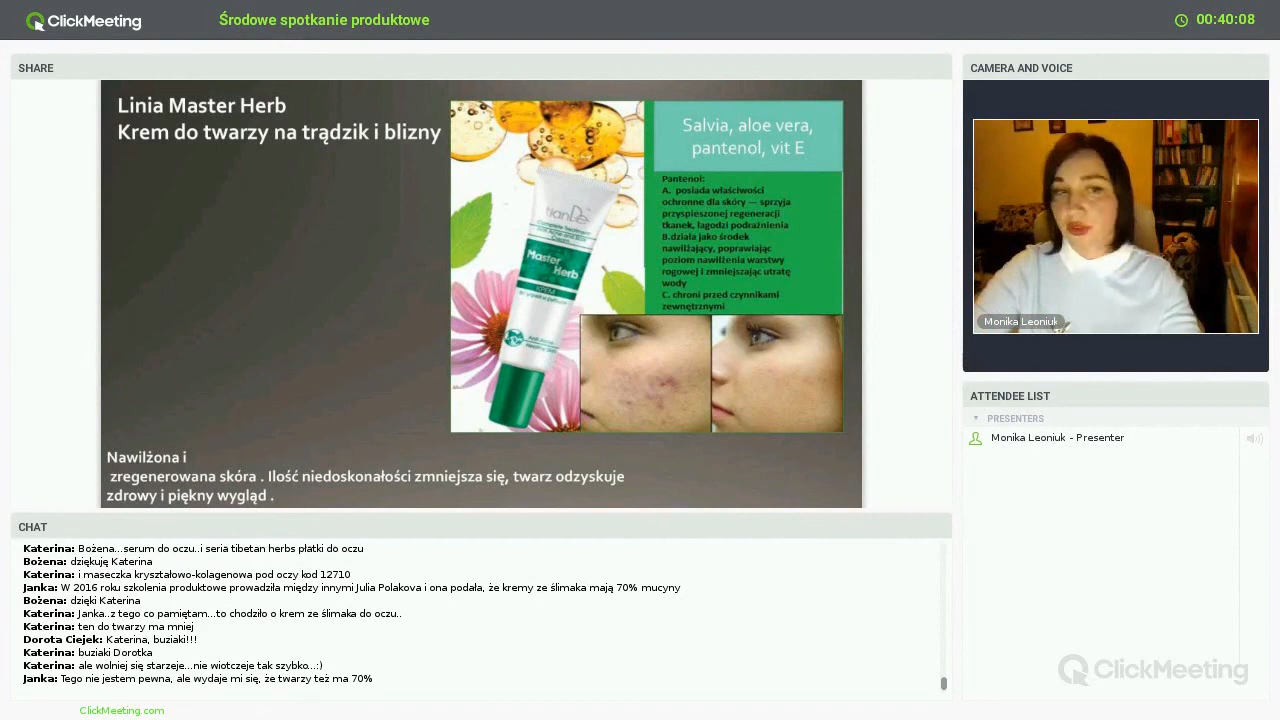 ClickMeeting
Środowe spotkanie produktowe
00:40:08
SHARE
Linia Master Herb
Krem do twarzy na trądzik i blizny
Salvia, aloe vera,
pantenol, vit E
Pantenol:
A. posiada właściwości
ochronne dla skóry — sprzyja
przyspieszonej regeneracji
tkanek, łagodzi podrażnienia
B.działa jako środek
nawilżający, poprawiając
poziom nawilżenia warstwy
rogowej i zmniejszając utratę
wody
C. chroni przed czynnikami
zewnętrznymi
tianDe
Master
Herb
Nawilżona i
zregenerowana skóra . Ilość niedoskonałości zmniejsza się, twarz odzyskuje
zdrowy i piękny wygląd .
CAMERA AND VOICE
Monika Leoniuk
ATTENDEE LIST
PRESENTERS
Monika Leoniuk - Presenter
ClickMeeting
CHAT
Katerina: Bożena...serum do oczu..i seria tibetan herbs płatki do oczu
Bożena: dziękuję Katerina
Katerina: i maseczka kryształowo-kolagenowa pod oczy kod 12710
Janka: W 2016 roku szkolenia produktowe prowadziła między innymi Julia Polakova i ona podała, że kremy ze ślimaka mają 70% mucyny
Bożena: dzięki Katerina
Katerina: Janka..z tego co pamiętam...to chodziło o krem ze ślimaka do oczu..
Katerina: ten do twarzy ma mniej
Dorota Ciejek: Katerina, buziaki!!!
Katerina: buziaki Dorotka
Katerina: ale wolniej się starzeje...nie wiotczeje tak szybko...:)
Janka: Tego nie jestem pewna, ale wydaje mi się, że twarzy też ma 70%
ClickMeeting.com